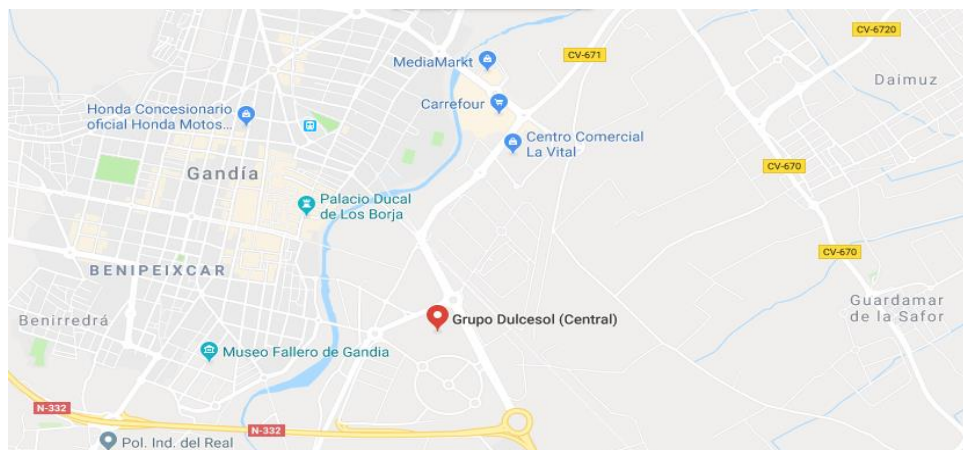 CV-6720
MediaMarkt
CV-671
Daimuz
Carrefour
Honda Concesionario
oficial Honda Motos...
Centro Comercial
La Vital
Gandía
CV-670
Palacio Ducal
de Los Borja
CV-670
BENIPEIXCAR
Guardamar
de la Safor
Benirredrá
Grupo Dulcesol (Central)
Museo Fallero de Gandia
N-332
N-332
Pol. Ind. del Real